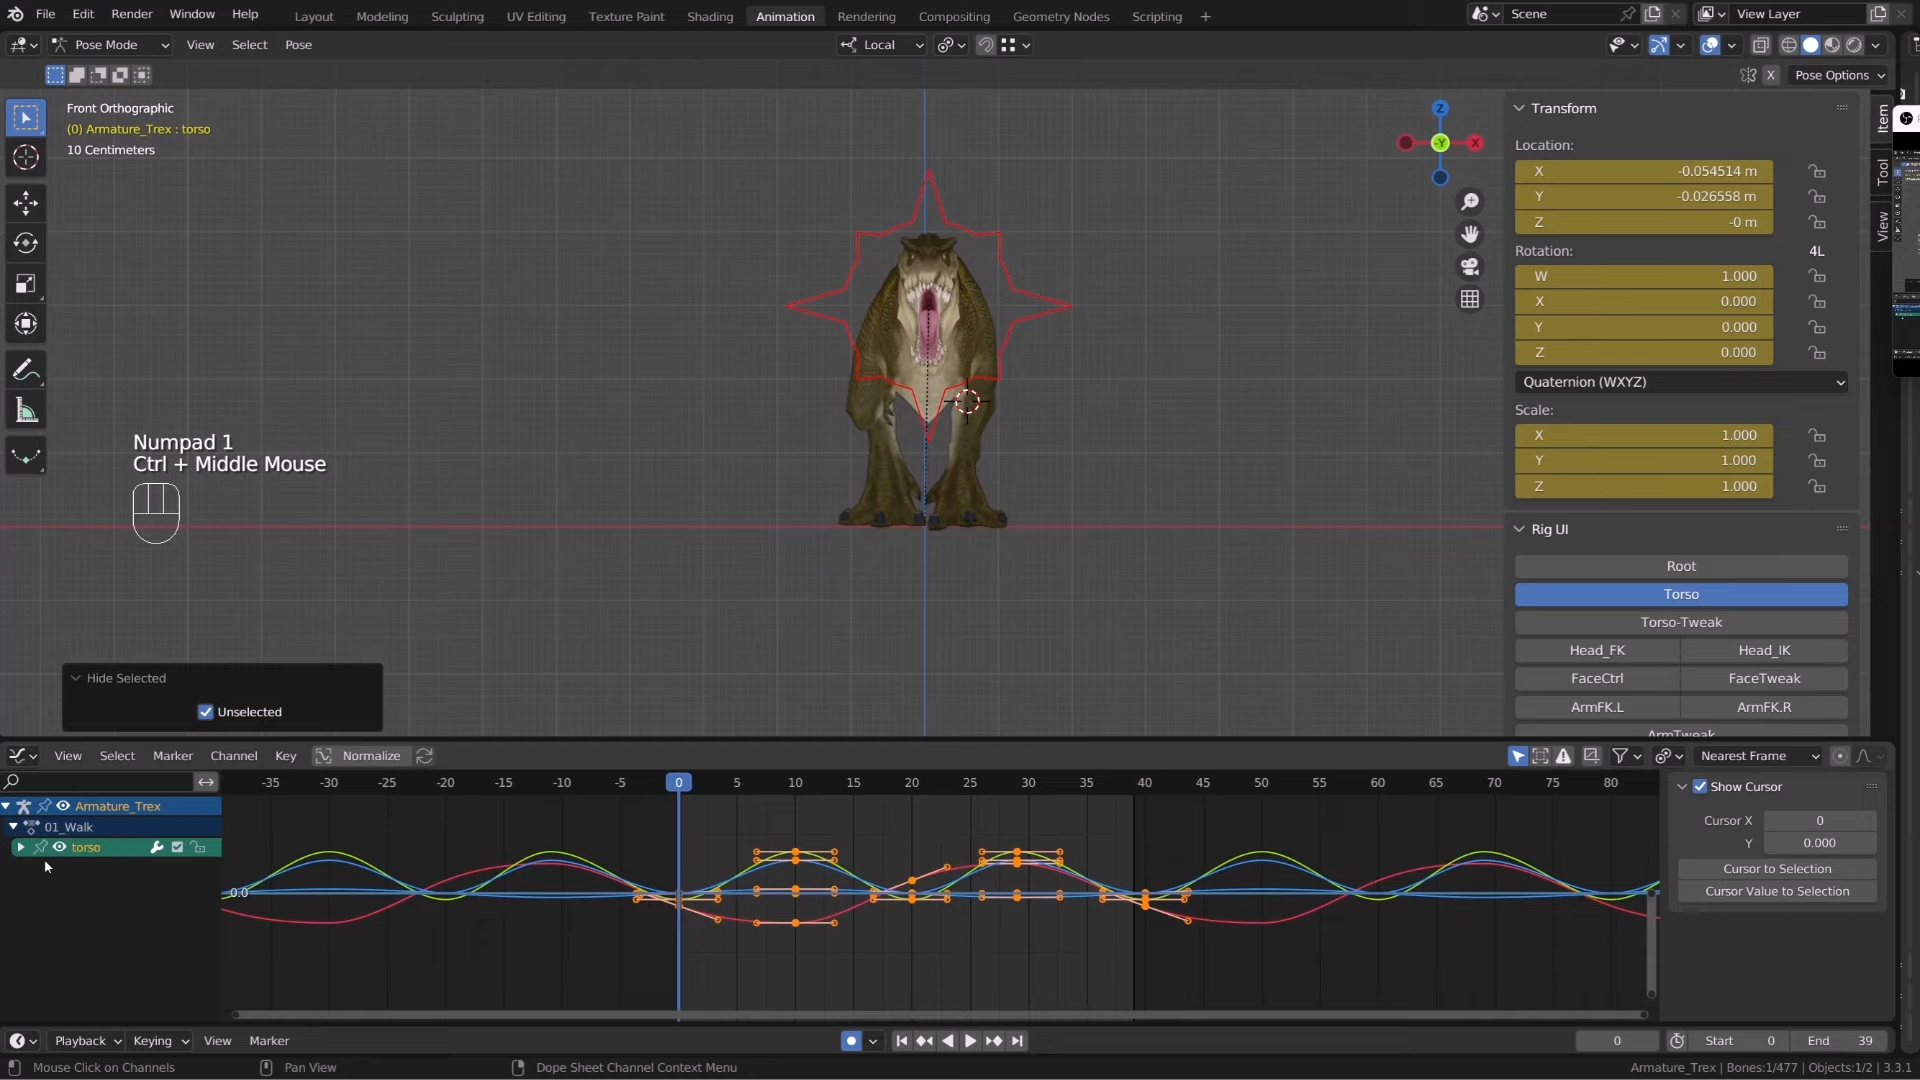 File Edit Render Window Help Layout Modeling Sculpting UV Editing Texture Paint Shading Animation Rendering Compositing Geometry Nodes Scripting + Scene View Layer
Pose Mode View Select Pose Local
X Pose Options
Front Orthographic
(0) Armature_Trex : torso
10 Centimeters
Numpad 1
Ctrl + Middle Mouse
Hide Selected
Unselected
Z
-Y
X
Transform
Location:
X -0.054514 m
Y -0.026558 m
Z -0 m
Rotation: 4L
W 1.000
X 0.000
Y 0.000
Z 0.000
Quaternion (WXYZ)
Scale:
X 1.000
Y 1.000
Z 1.000
Rig UI
Root
Torso
Torso-Tweak
Head_FK Head_IK
FaceCtrl FaceTweak
ArmFK.L ArmFK.R
ArmTweak
Item
Tool
View
View Select Marker Channel Key Normalize Nearest Frame
-35 -30 -25 -20 -15 -10 -5 0 5 10 15 20 25 30 35 40 45 50 55 60 65 70 75 80
Armature_Trex
01_Walk
torso
0.0
Show Cursor
Cursor X 0
Y 0.000
Cursor to Selection
Cursor Value to Selection
Playback Keying View Marker 0 Start 0 End 39
Mouse Click on Channels Pan View Dope Sheet Channel Context Menu Armature_Trex | Bones:1/477 | Objects:1/2 | 3.3.1